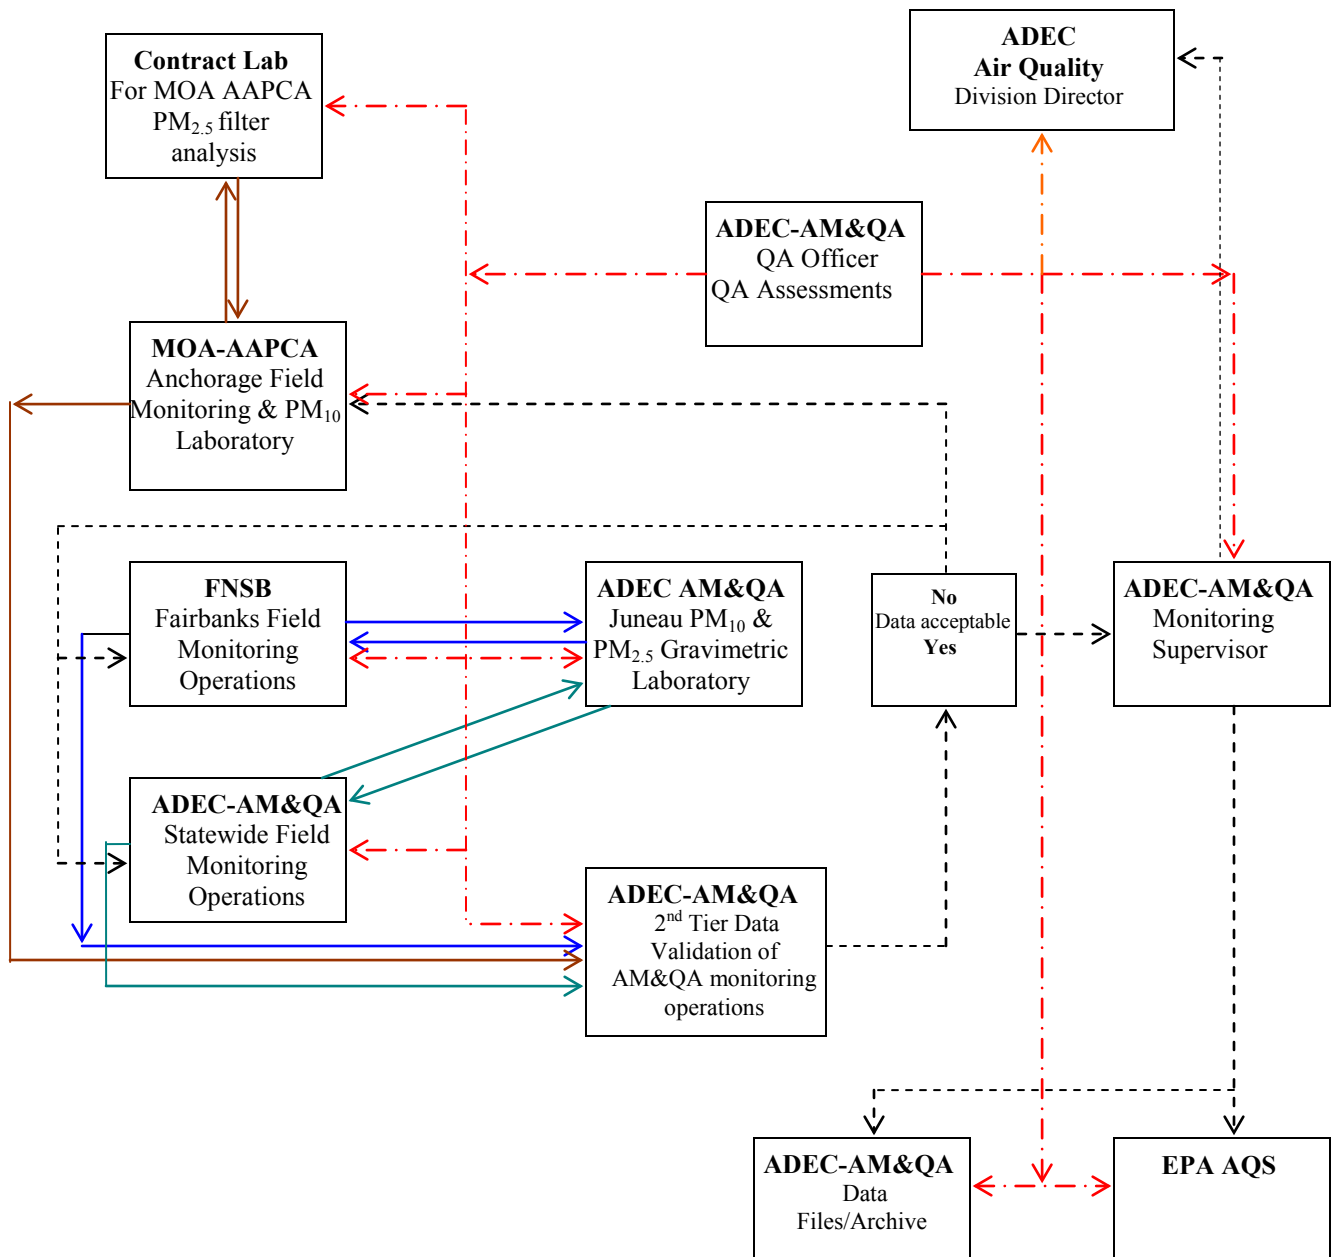 Contract Lab
For MOA AAPCA
PM2.5 filter
analysis
ADEC
Air Quality
Division Director
ADEC-AM&QA
QA Officer
QA Assessments
MOA-AAPCA
Anchorage Field
Monitoring & PM10
Laboratory
FNSB
Fairbanks Field
Monitoring
Operations
ADEC AM&QA
Juneau PM10 &
PM2.5 Gravimetric
Laboratory
No
Data acceptable
Yes
ADEC-AM&QA
Monitoring
Supervisor
ADEC-AM&QA
Statewide Field
Monitoring
Operations
ADEC-AM&QA
2nd Tier Data
Validation of
AM&QA monitoring
operations
ADEC-AM&QA
Data
Files/Archive
EPA AQS